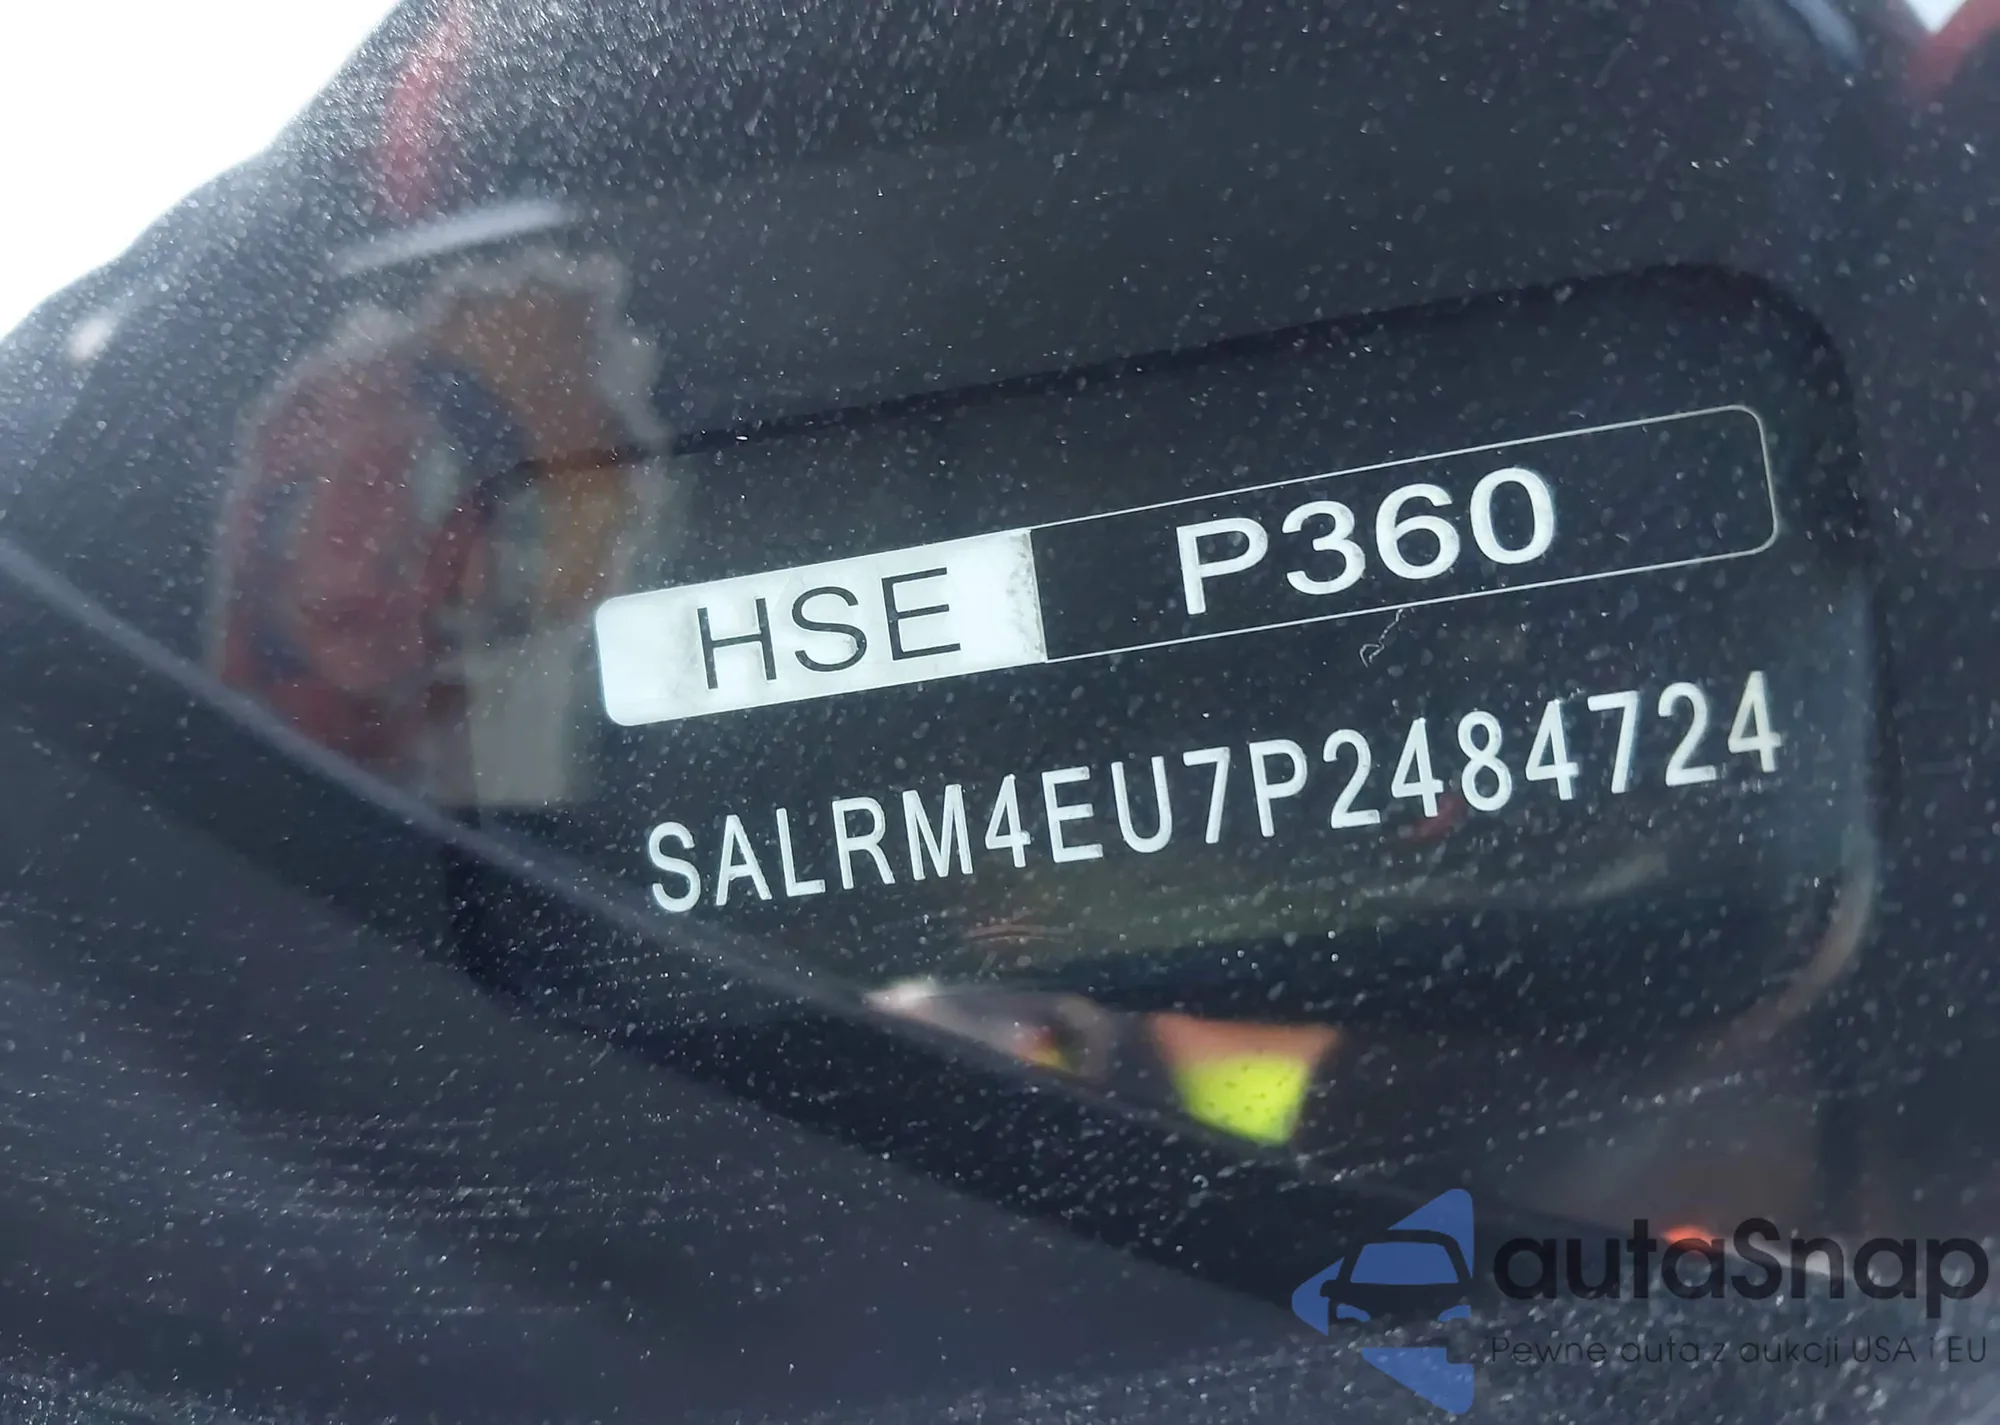 HSE P360
SALRM4EU7P2484724
autaSnap
Pewne auta z aukcji USA i EU